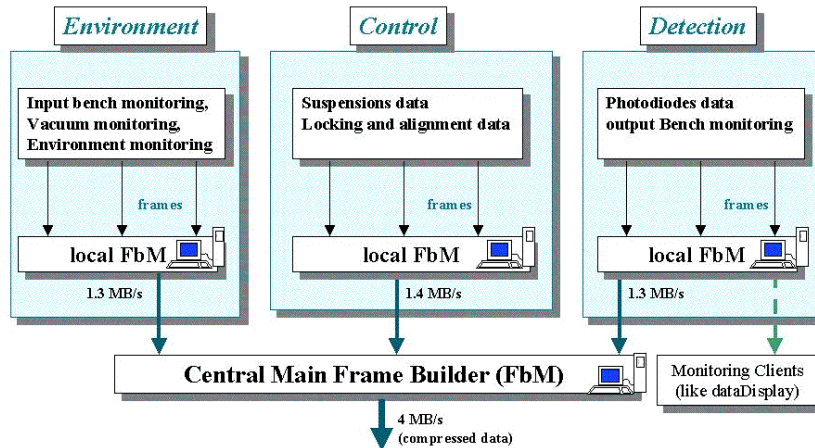 Environment
Control
Detection
Input bench monitoring,
Vacuum monitoring,
Environment monitoring
Suspensions data
Locking and alignment data
Photodiodes data
output Bench monitoring
frames
frames
frames
local FbM
local FbM
local FbM
1.3 MB/s
1.4 MB/s
1.3 MB/s
Central Main Frame Builder (FbM)
Monitoring Clients
(like dataDisplay)
4 MB/s
(compressed data)